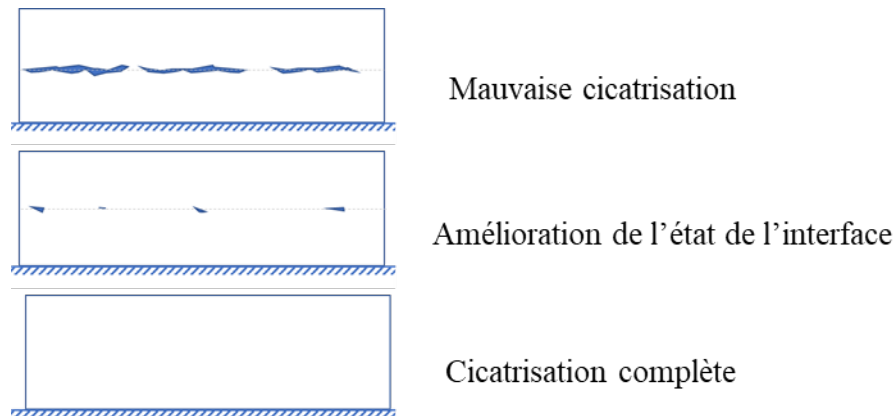 Mauvaise cicatrisation
Amélioration de l’état de l’interface
Cicatrisation complète